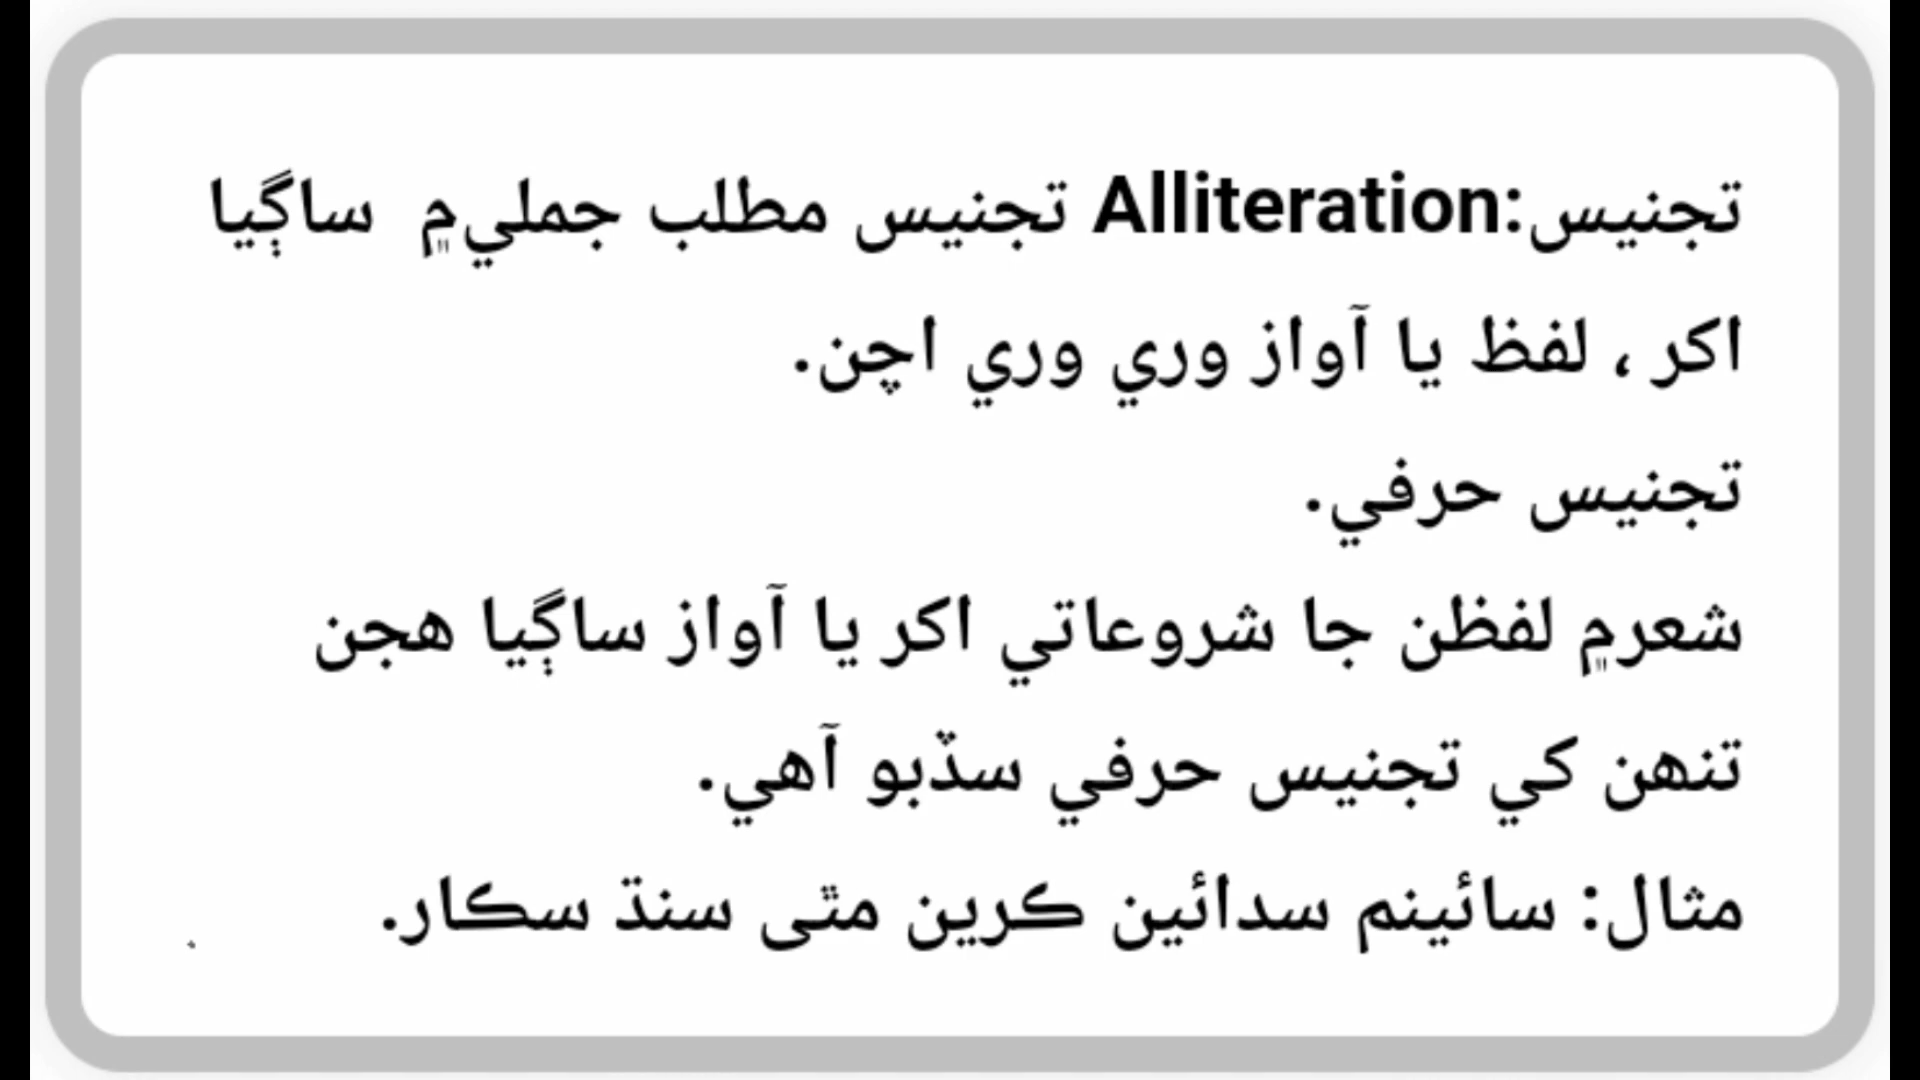 تجنيس:Alliteration تجنيس مطلب جملي۾ ساڳيا
اکر ، لفظ يا آواز وري وري اچن.
تجنيس حرفي.
شعر۾ لفظن جا شروعاتي اکر يا آواز ساڳيا هجن
تنهن کي تجنيس حرفي سڏبو آهي.
مثال: سائينم سدائين ڪرين مٿی سنڌ سڪار.